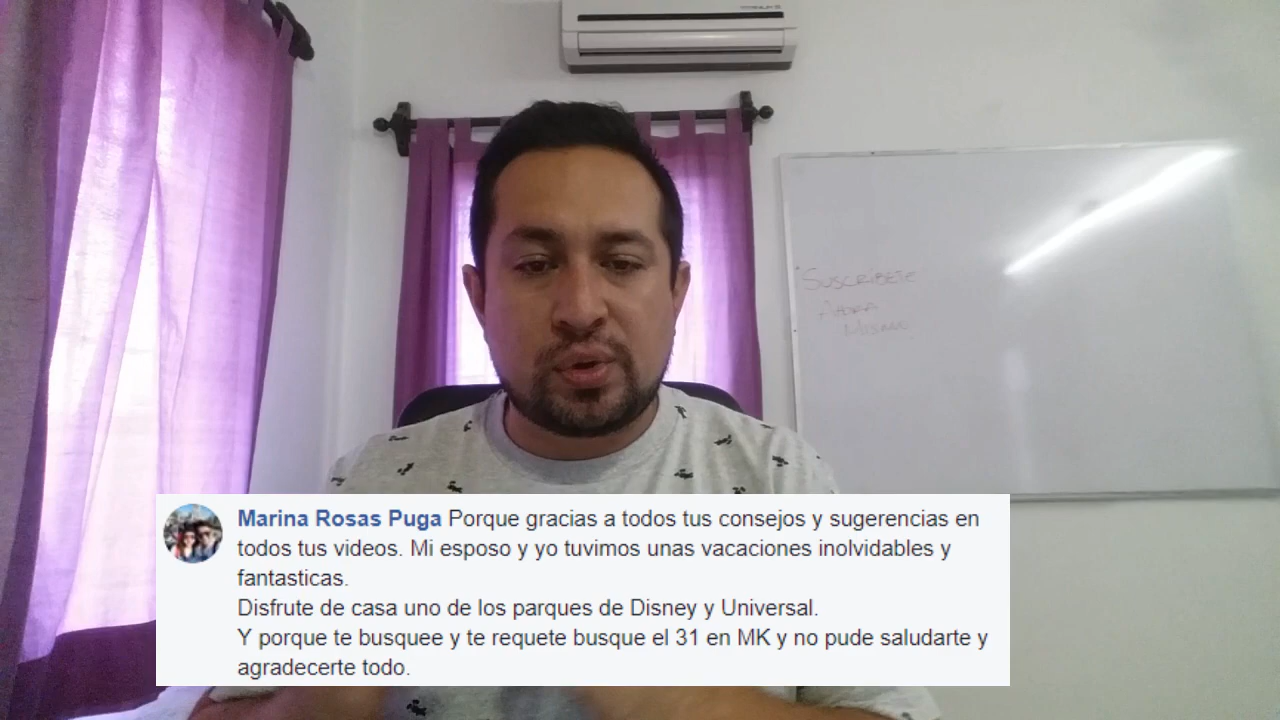 SUSCRÍBETE
AHORA
MISMO
Marina Rosas Puga Porque gracias a todos tus consejos y sugerencias en
todos tus videos. Mi esposo y yo tuvimos unas vacaciones inolvidables y
fantasticas.
Disfrute de casa uno de los parques de Disney y Universal.
Y porque te busquee y te requete busque el 31 en MK y no pude saludarte y
agradecerte todo.